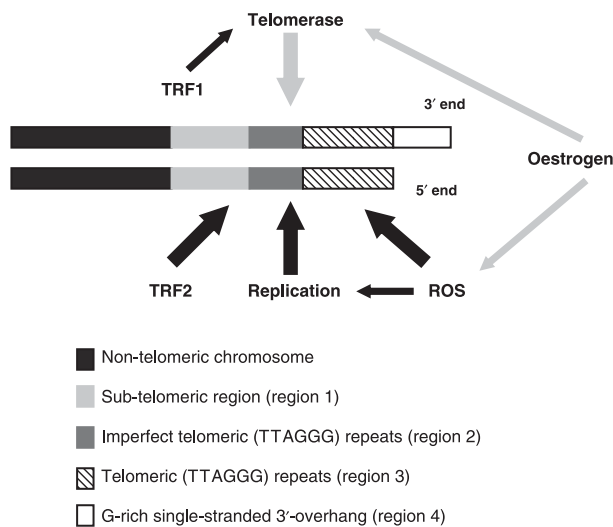 Telomerase
TRF1
3′ end
Oestrogen
5′ end
TRF2
Replication
ROS
Non-telomeric chromosome
Sub-telomeric region (region 1)
Imperfect telomeric (TTAGGG) repeats (region 2)
Telomeric (TTAGGG) repeats (region 3)
G-rich single-stranded 3′-overhang (region 4)